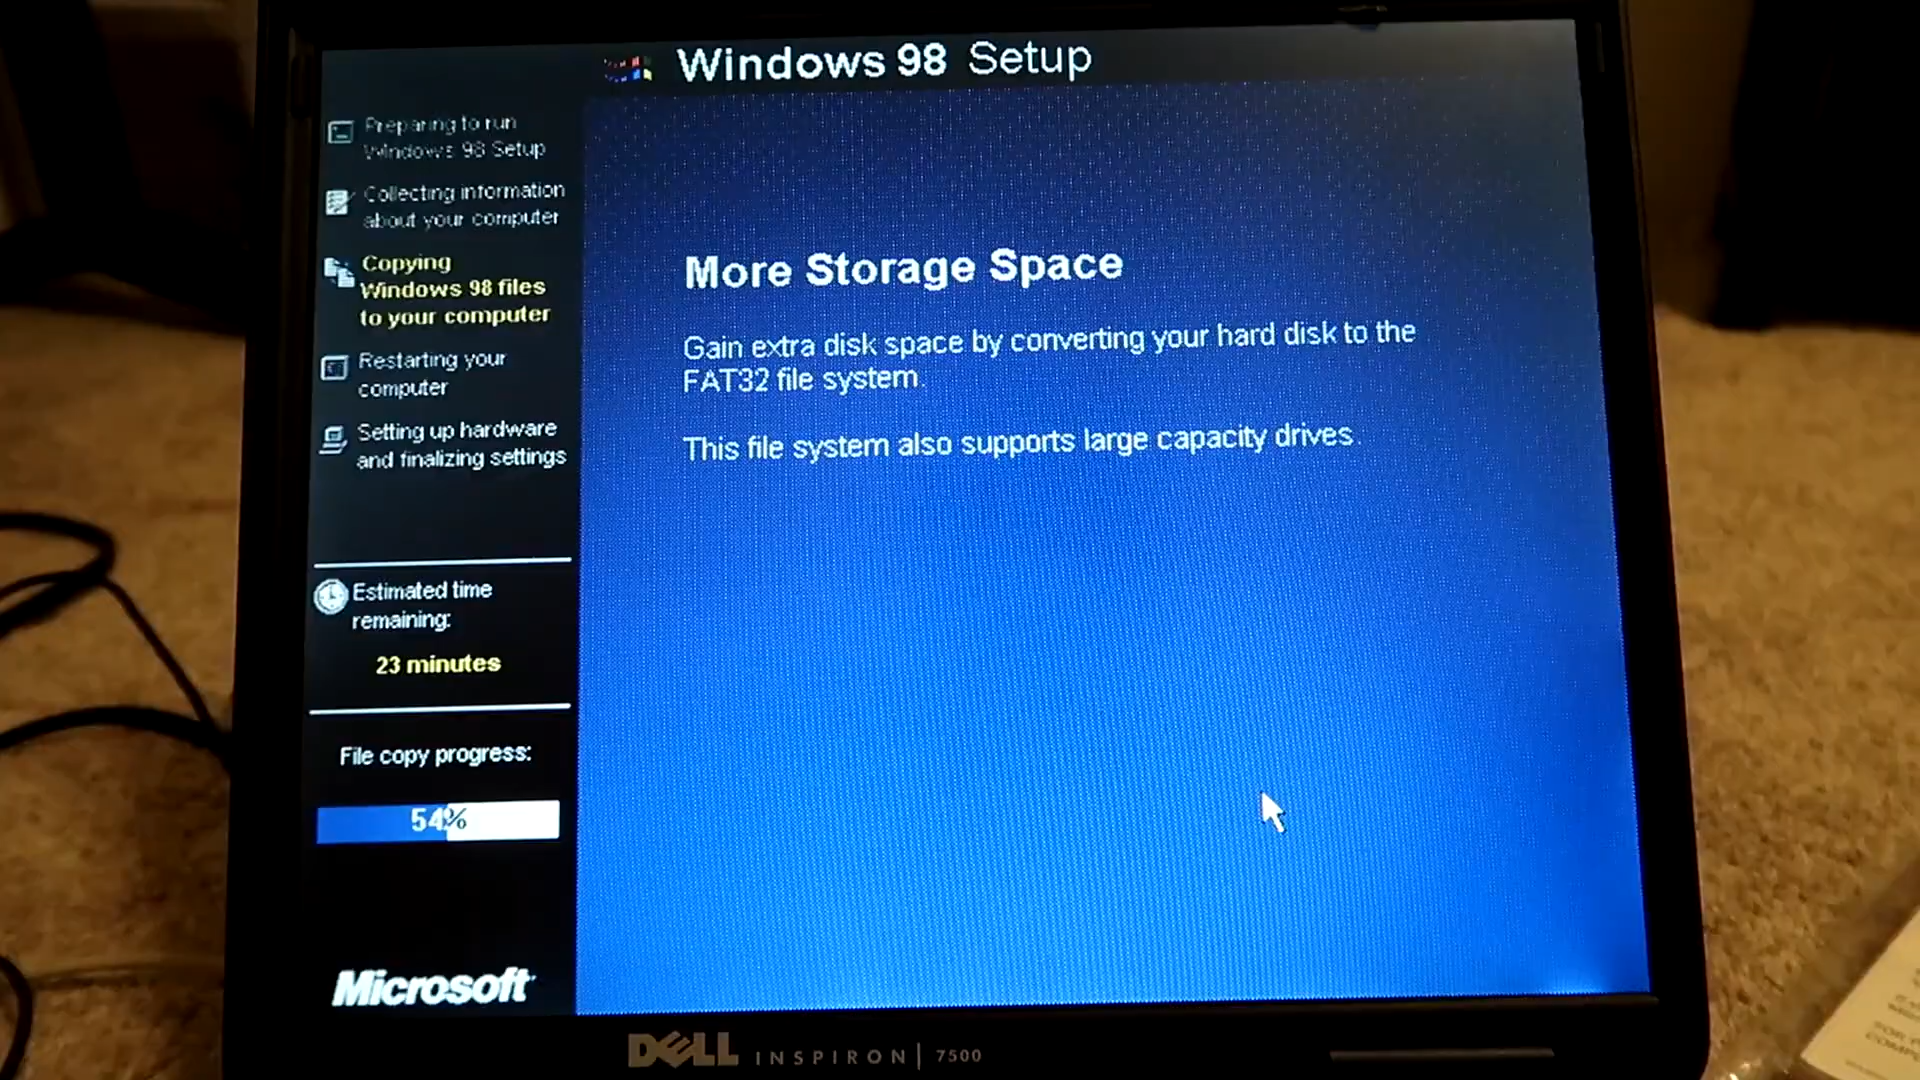 Windows 98 Setup
Preparing to run
Windows 98 Setup
Collecting information
about your computer
Copying
Windows 98 files
to your computer
Restarting your
computer
Setting up hardware
and finalizing settings
Estimated time
remaining:
23 minutes
File copy progress:
54%
Microsoft
More Storage Space
Gain extra disk space by converting your hard disk to the
FAT32 file system.
This file system also supports large capacity drives.
DELL INSPIRON 7500